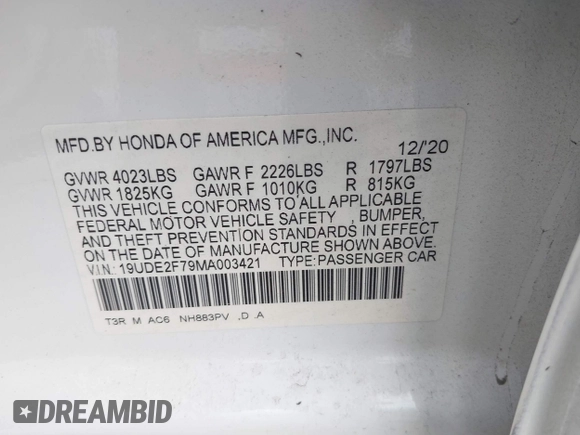 MFD.BY HONDA OF AMERICA MFG.,INC. 12/'20
GVWR 4023LBS GAWR F 2226LBS R 1797LBS
GVWR 1825KG GAWR F 1010KG R 815KG
THIS VEHICLE CONFORMS TO ALL APPLICABLE
FEDERAL MOTOR VEHICLE SAFETY , BUMPER,
AND THEFT PREVENTION STANDARDS IN EFFECT
ON THE DATE OF MANUFACTURE SHOWN ABOVE.
V.I.N.: 19UDE2F79MA003421 TYPE:PASSENGER CAR
T3R M AC6 NH883PV ,D .A
DREAMBID